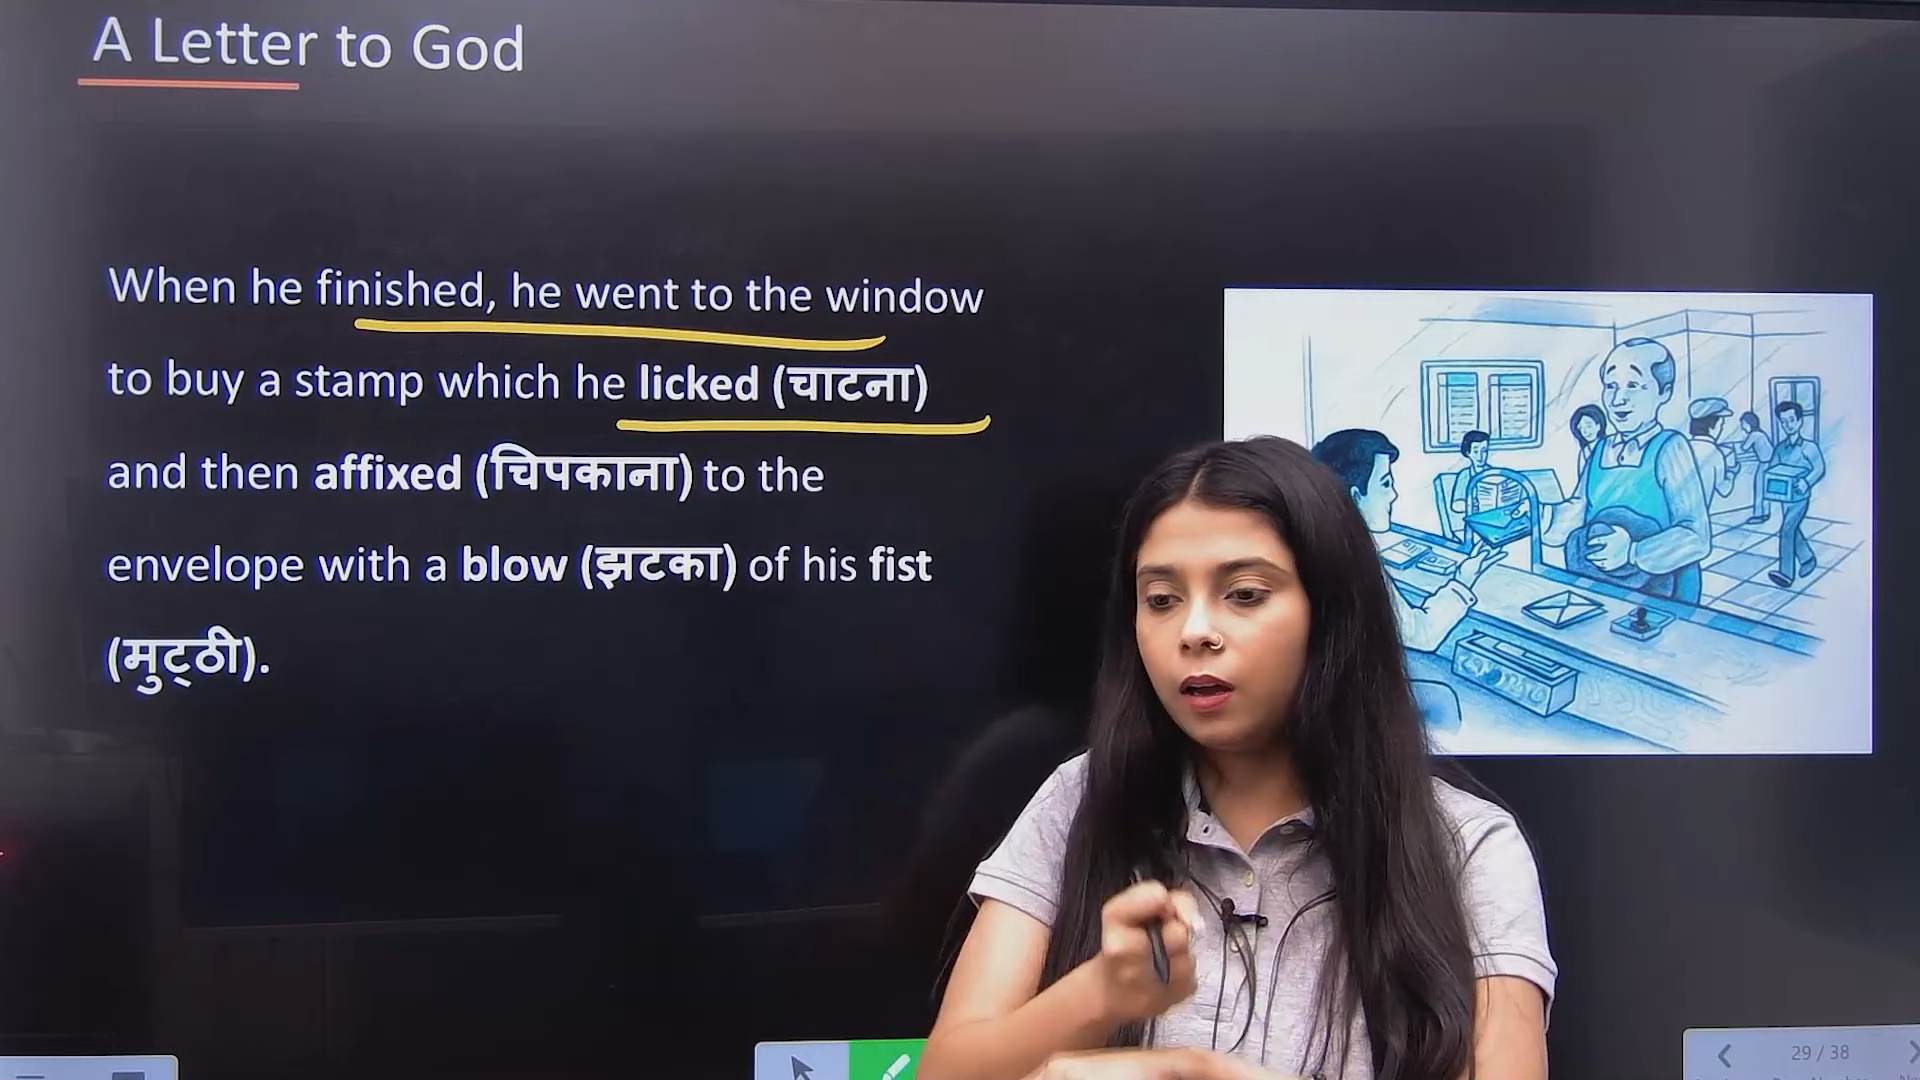 A Letter to God
When he finished, he went to the window
to buy a stamp which he licked (चाटना)
and then affixed (चिपकाना) to the
envelope with a blow (झटका) of his fist
(मुट्ठी).
29 / 38